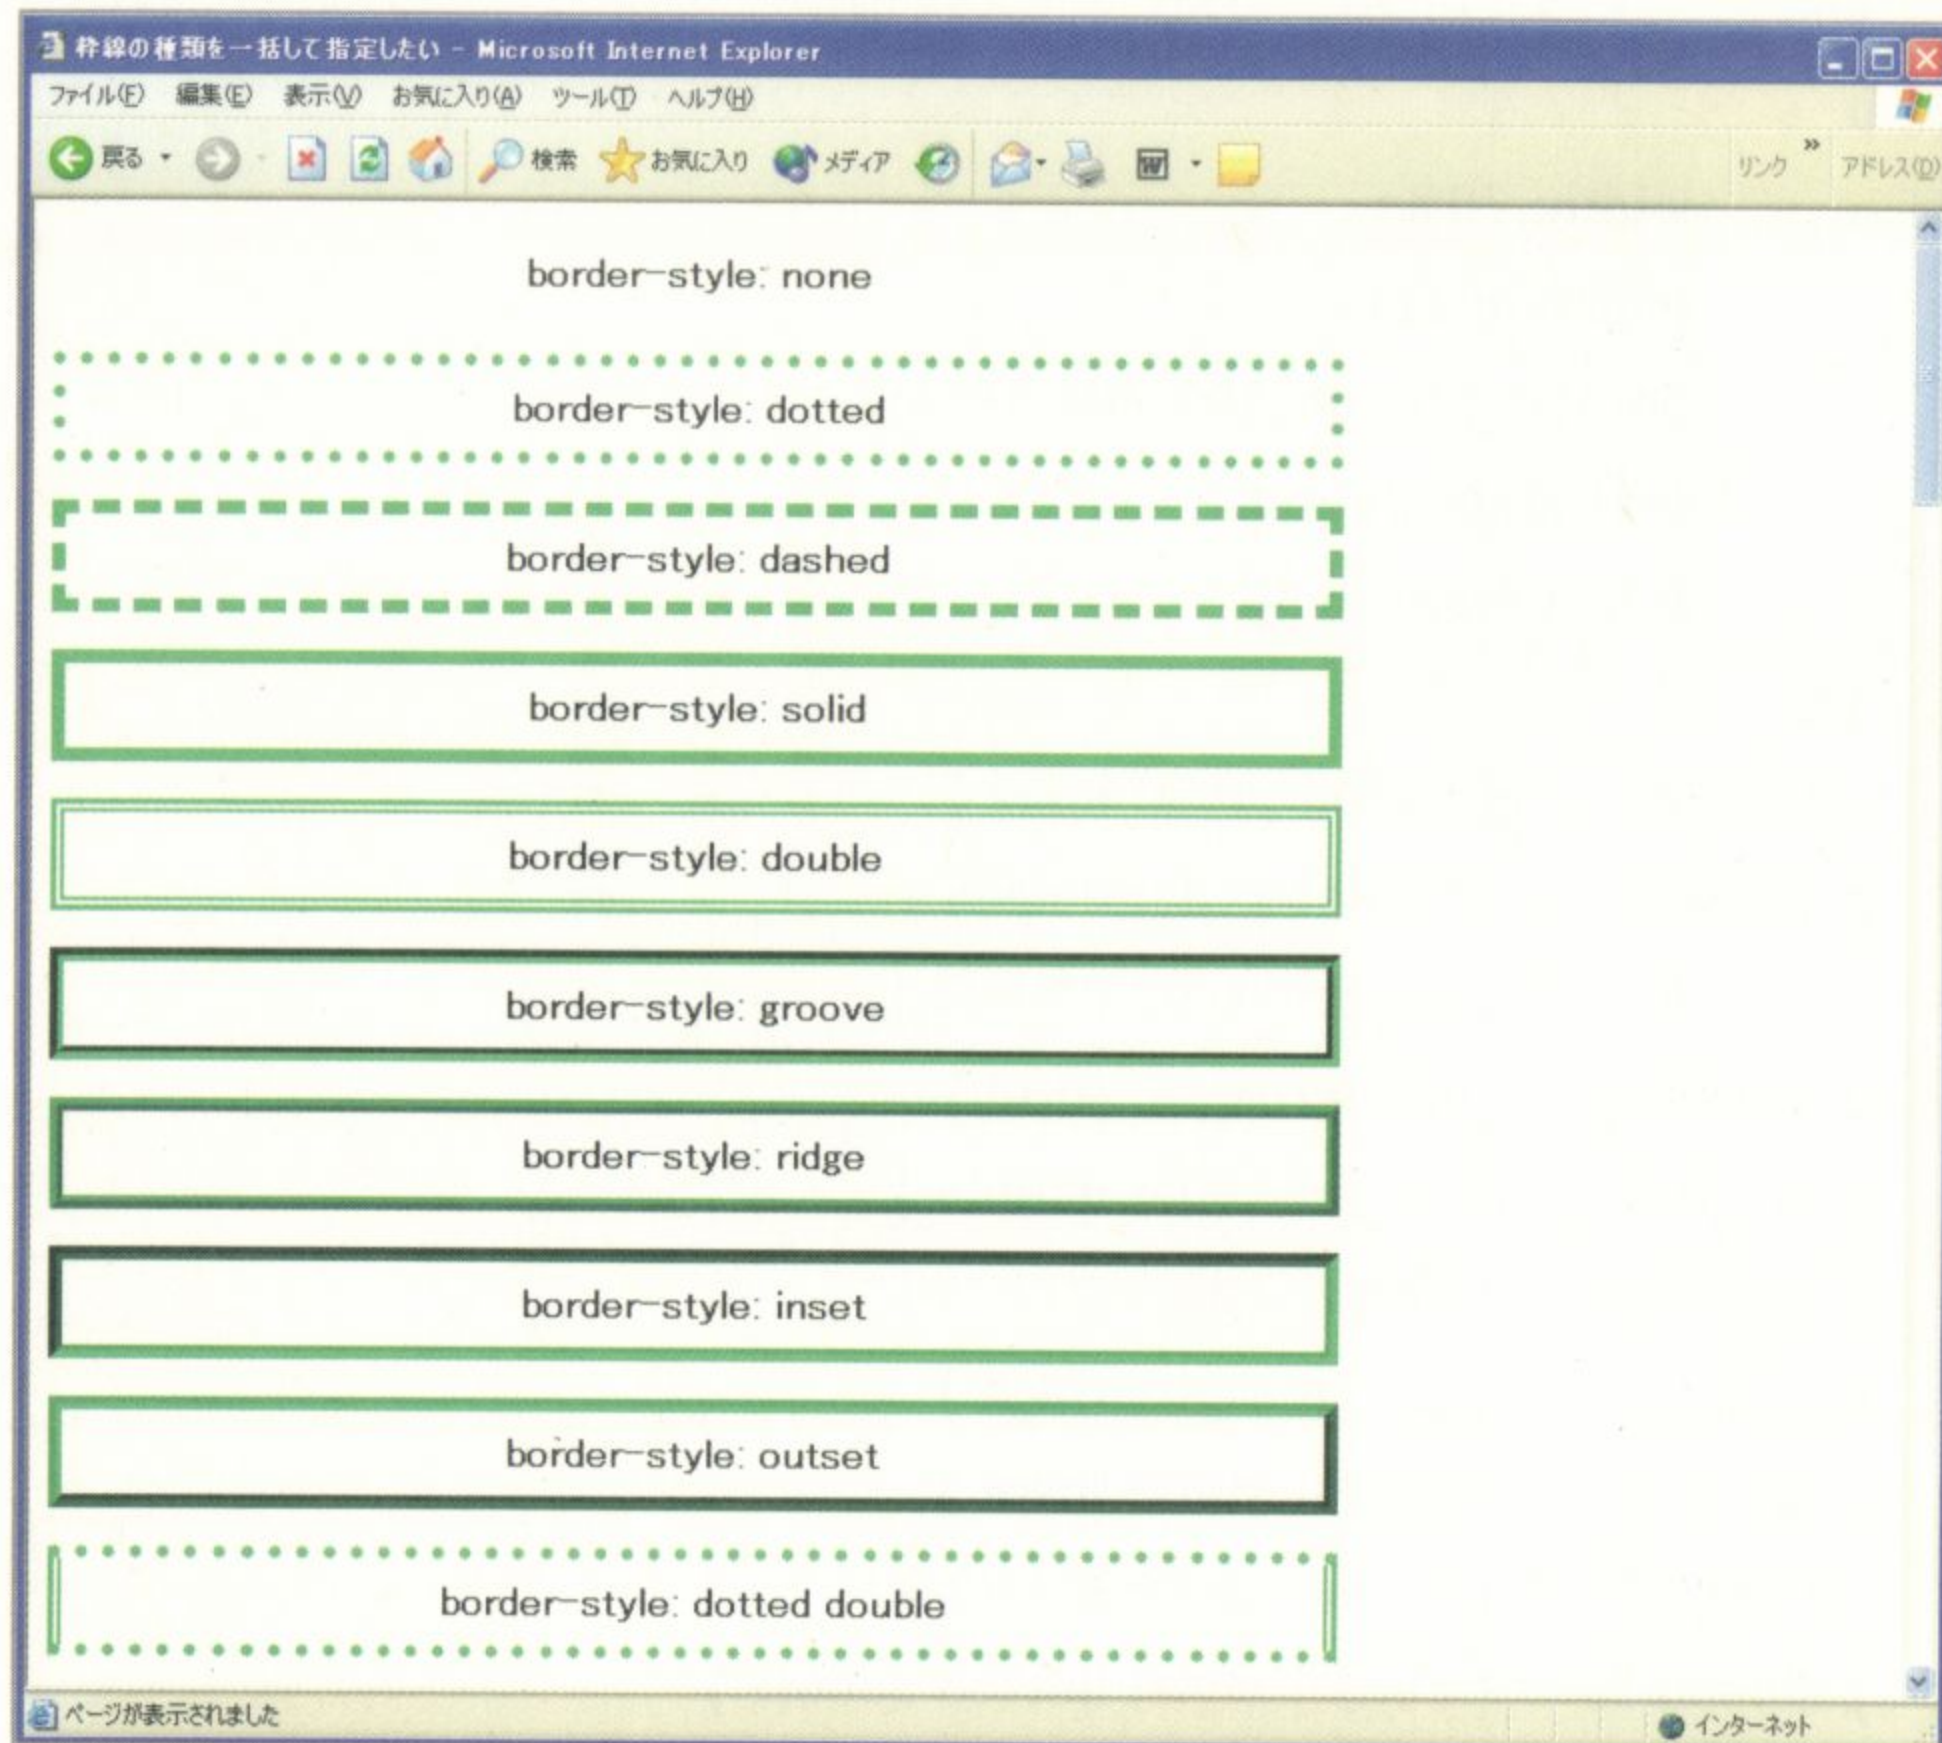 枠線の種類を一括して指定したい - Microsoft Internet Explorer
ファイル(F) 編集(E) 表示(V) お気に入り(A) ツール(T) ヘルプ(H)
戻る 検索 お気に入り メディア リンク » アドレス(D)
border-style: none
border-style: dotted
border-style: dashed
border-style: solid
border-style: double
border-style: groove
border-style: ridge
border-style: inset
border-style: outset
border-style: dotted double
ページが表示されました インターネット